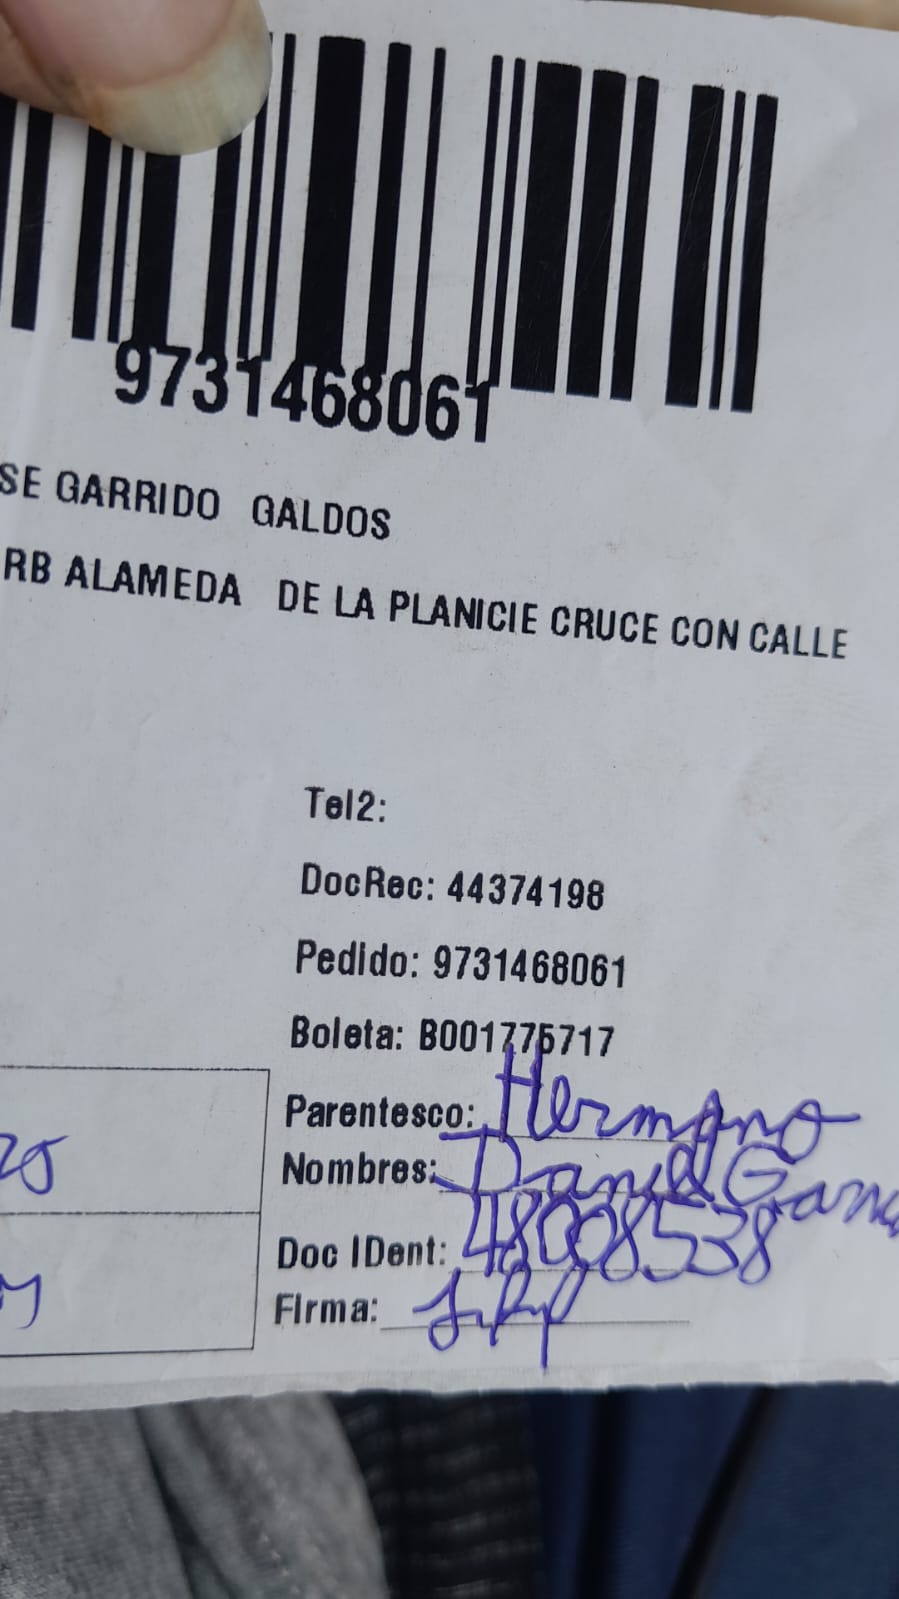 9731468061
SE GARRIDO GALDOS
RB ALAMEDA DE LA PLANICIE CRUCE CON CALLE
Tel2:
DocRec: 44374198
Pedido: 9731468061
Boleta: B001775717
Parentesco: Hermano
Nombres: Daniel
Doc IDent: 48008538
Firma: